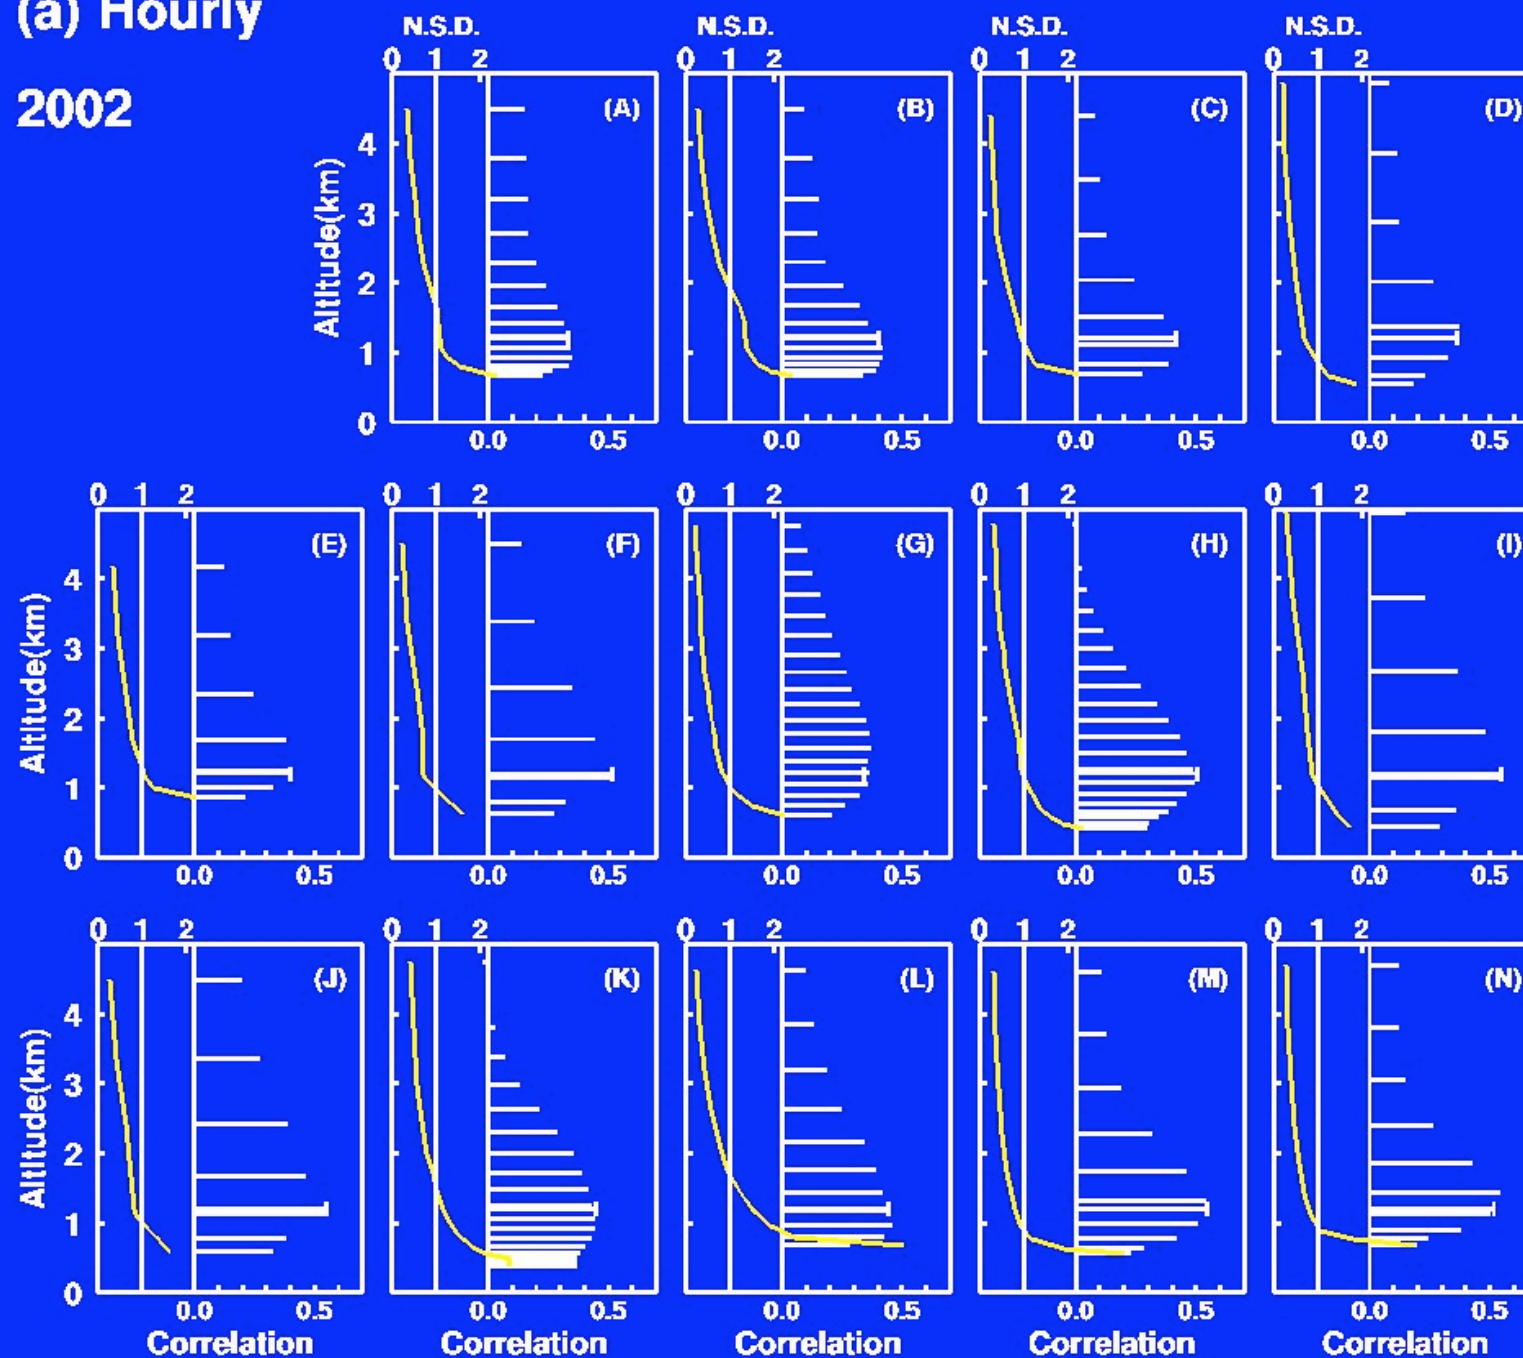 (a) Hourly
2002
N.S.D. N.S.D. N.S.D. N.S.D.
0 1 2 0 1 2 0 1 2 0 1 2
(A) (B) (C) (D)
Altitude(km)
4
3
2
1
0
0.0 0.5 0.0 0.5 0.0 0.5 0.0 0.5
0 1 2 0 1 2 0 1 2 0 1 2 0 1 2
(E) (F) (G) (H) (I)
Altitude(km)
4
3
2
1
0
0.0 0.5 0.0 0.5 0.0 0.5 0.0 0.5 0.0 0.5
0 1 2 0 1 2 0 1 2 0 1 2 0 1 2
(J) (K) (L) (M) (N)
Altitude(km)
4
3
2
1
0
0.0 0.5 0.0 0.5 0.0 0.5 0.0 0.5 0.0 0.5
Correlation Correlation Correlation Correlation Correlation